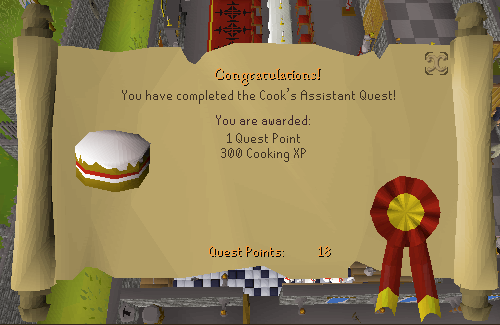 Congratulations!
You have completed the Cook's Assistant Quest!
You are awarded:
1 Quest Point
300 Cooking XP
Quest Points: 18